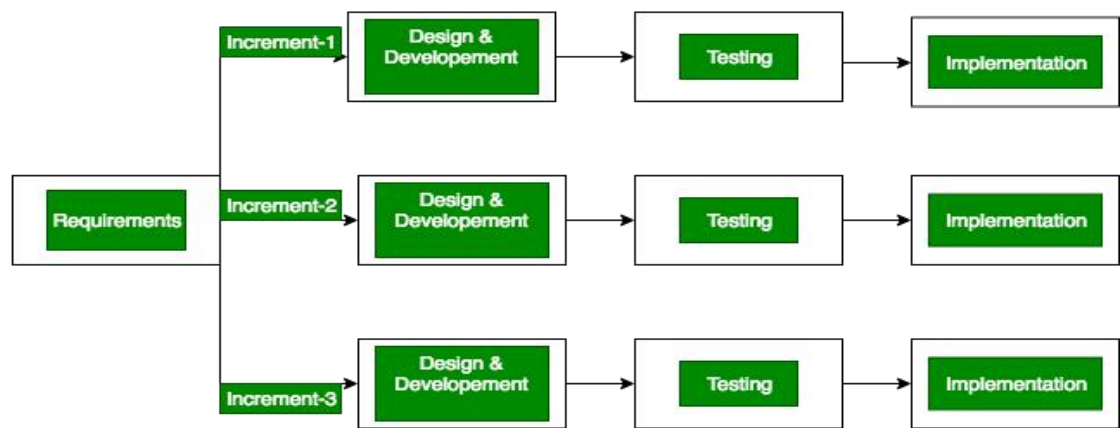 Increment-1
Design &
Developement
Testing
Implementation
Requirements
Increment-2
Design &
Developement
Testing
Implementation
Increment-3
Design &
Developement
Testing
Implementation